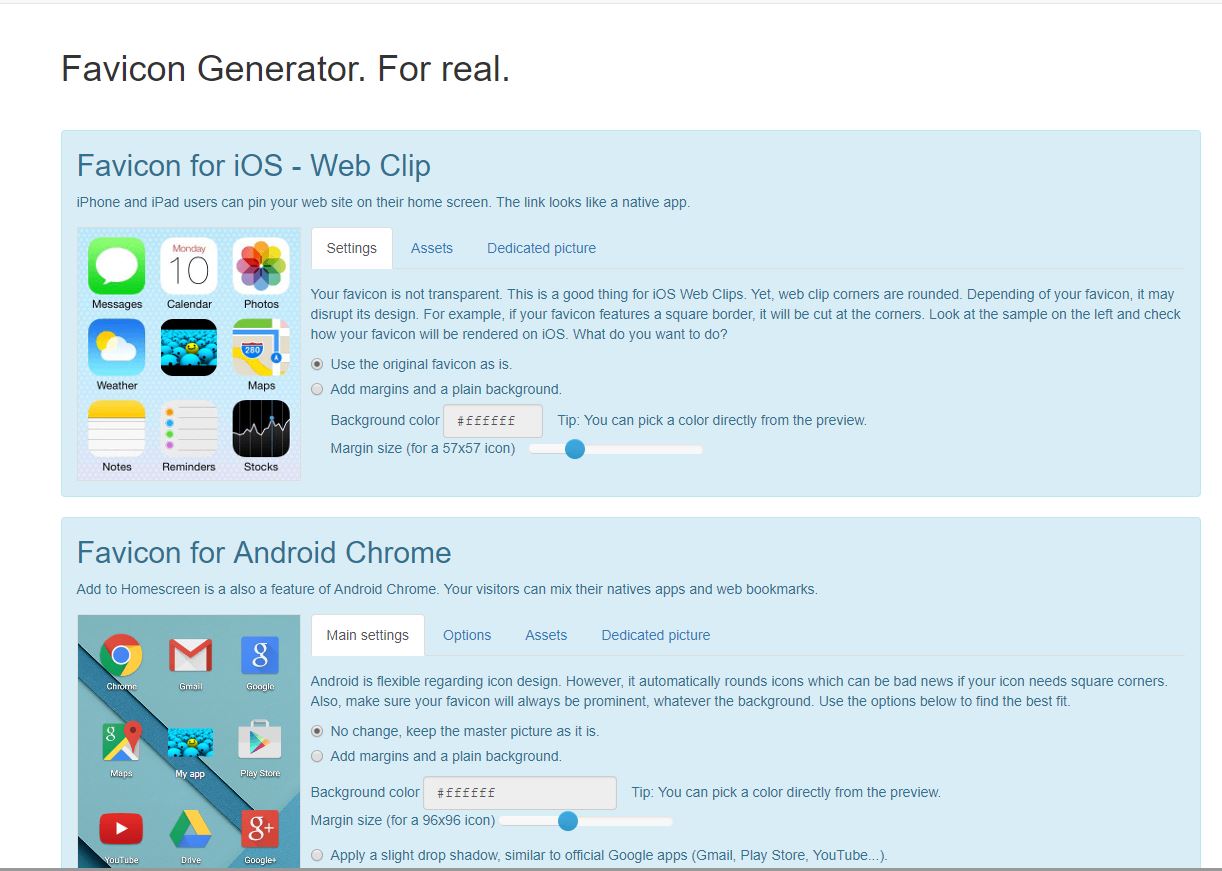 Favicon Generator. For real.
Favicon for iOS - Web Clip
iPhone and iPad users can pin your web site on their home screen. The link looks like a native app.
Monday
10
Messages Calendar Photos
280
Weather Maps
Notes Reminders Stocks
Settings Assets Dedicated picture
Your favicon is not transparent. This is a good thing for iOS Web Clips. Yet, web clip corners are rounded. Depending of your favicon, it may
disrupt its design. For example, if your favicon features a square border, it will be cut at the corners. Look at the sample on the left and check
how your favicon will be rendered on iOS. What do you want to do?
Use the original favicon as is.
Add margins and a plain background.
Background color #ffffff Tip: You can pick a color directly from the preview.
Margin size (for a 57x57 icon)
Favicon for Android Chrome
Add to Homescreen is a also a feature of Android Chrome. Your visitors can mix their natives apps and web bookmarks.
g
Chrome Gmail Google
g
Maps My app Play Store
g+
YouTube Drive Google+
Main settings Options Assets Dedicated picture
Android is flexible regarding icon design. However, it automatically rounds icons which can be bad news if your icon needs square corners.
Also, make sure your favicon will always be prominent, whatever the background. Use the options below to find the best fit.
No change, keep the master picture as it is.
Add margins and a plain background.
Background color #ffffff Tip: You can pick a color directly from the preview.
Margin size (for a 96x96 icon)
Apply a slight drop shadow, similar to official Google apps (Gmail, Play Store, YouTube...).